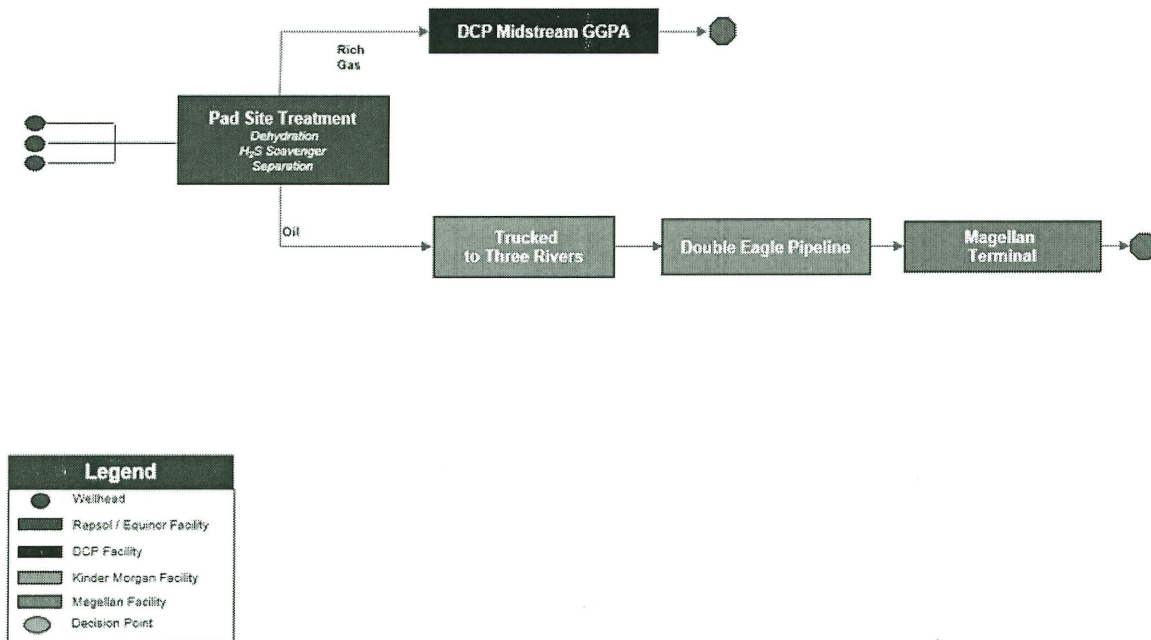 DCP Midstream GGPA
Rich
Gas
Pad Site Treatment
Dehydration
H₂S Scavenger
Separation
Oil
Trucked
to Three Rivers
Double Eagle Pipeline
Magellan
Terminal
Legend
Wellhead
Repsol / Equinor Facility
DCP Facility
Kinder Morgan Facility
Magellan Facility
Decision Point